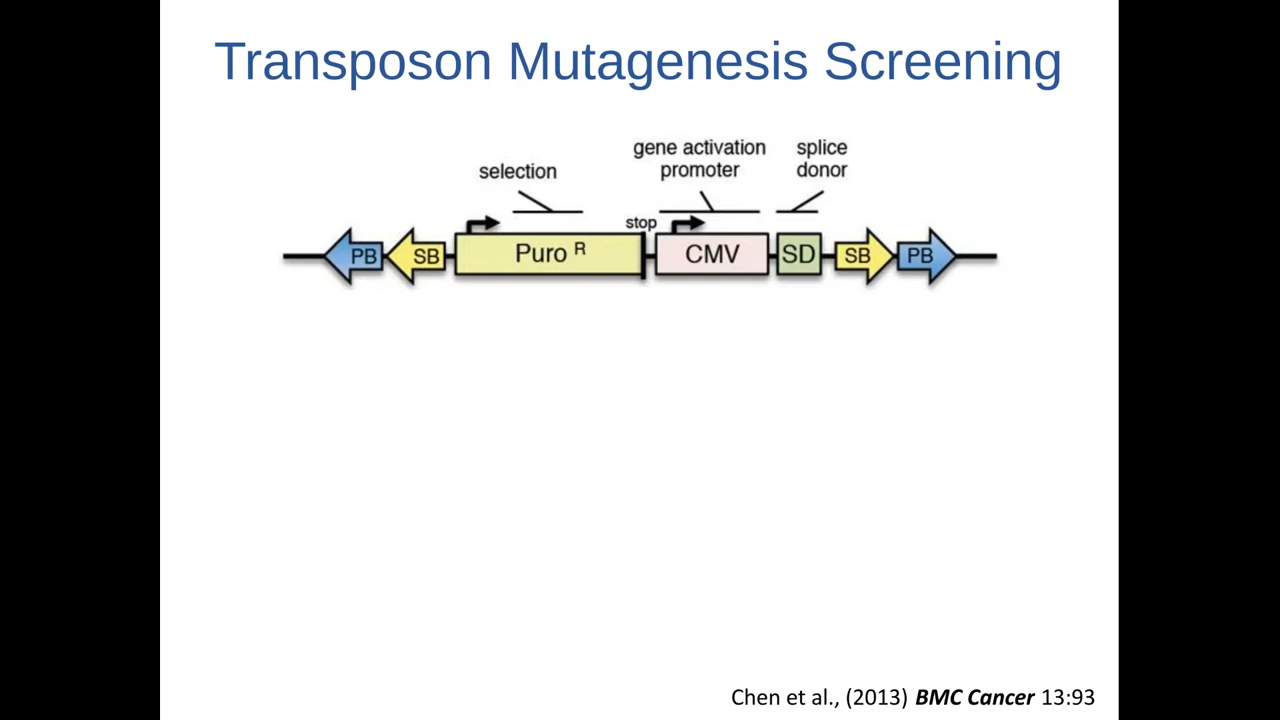 Transposon Mutagenesis Screening
gene activation promoter
splice donor
selection
stop
PB SB Puro R CMV SD SB PB
Chen et al., (2013) BMC Cancer 13:93